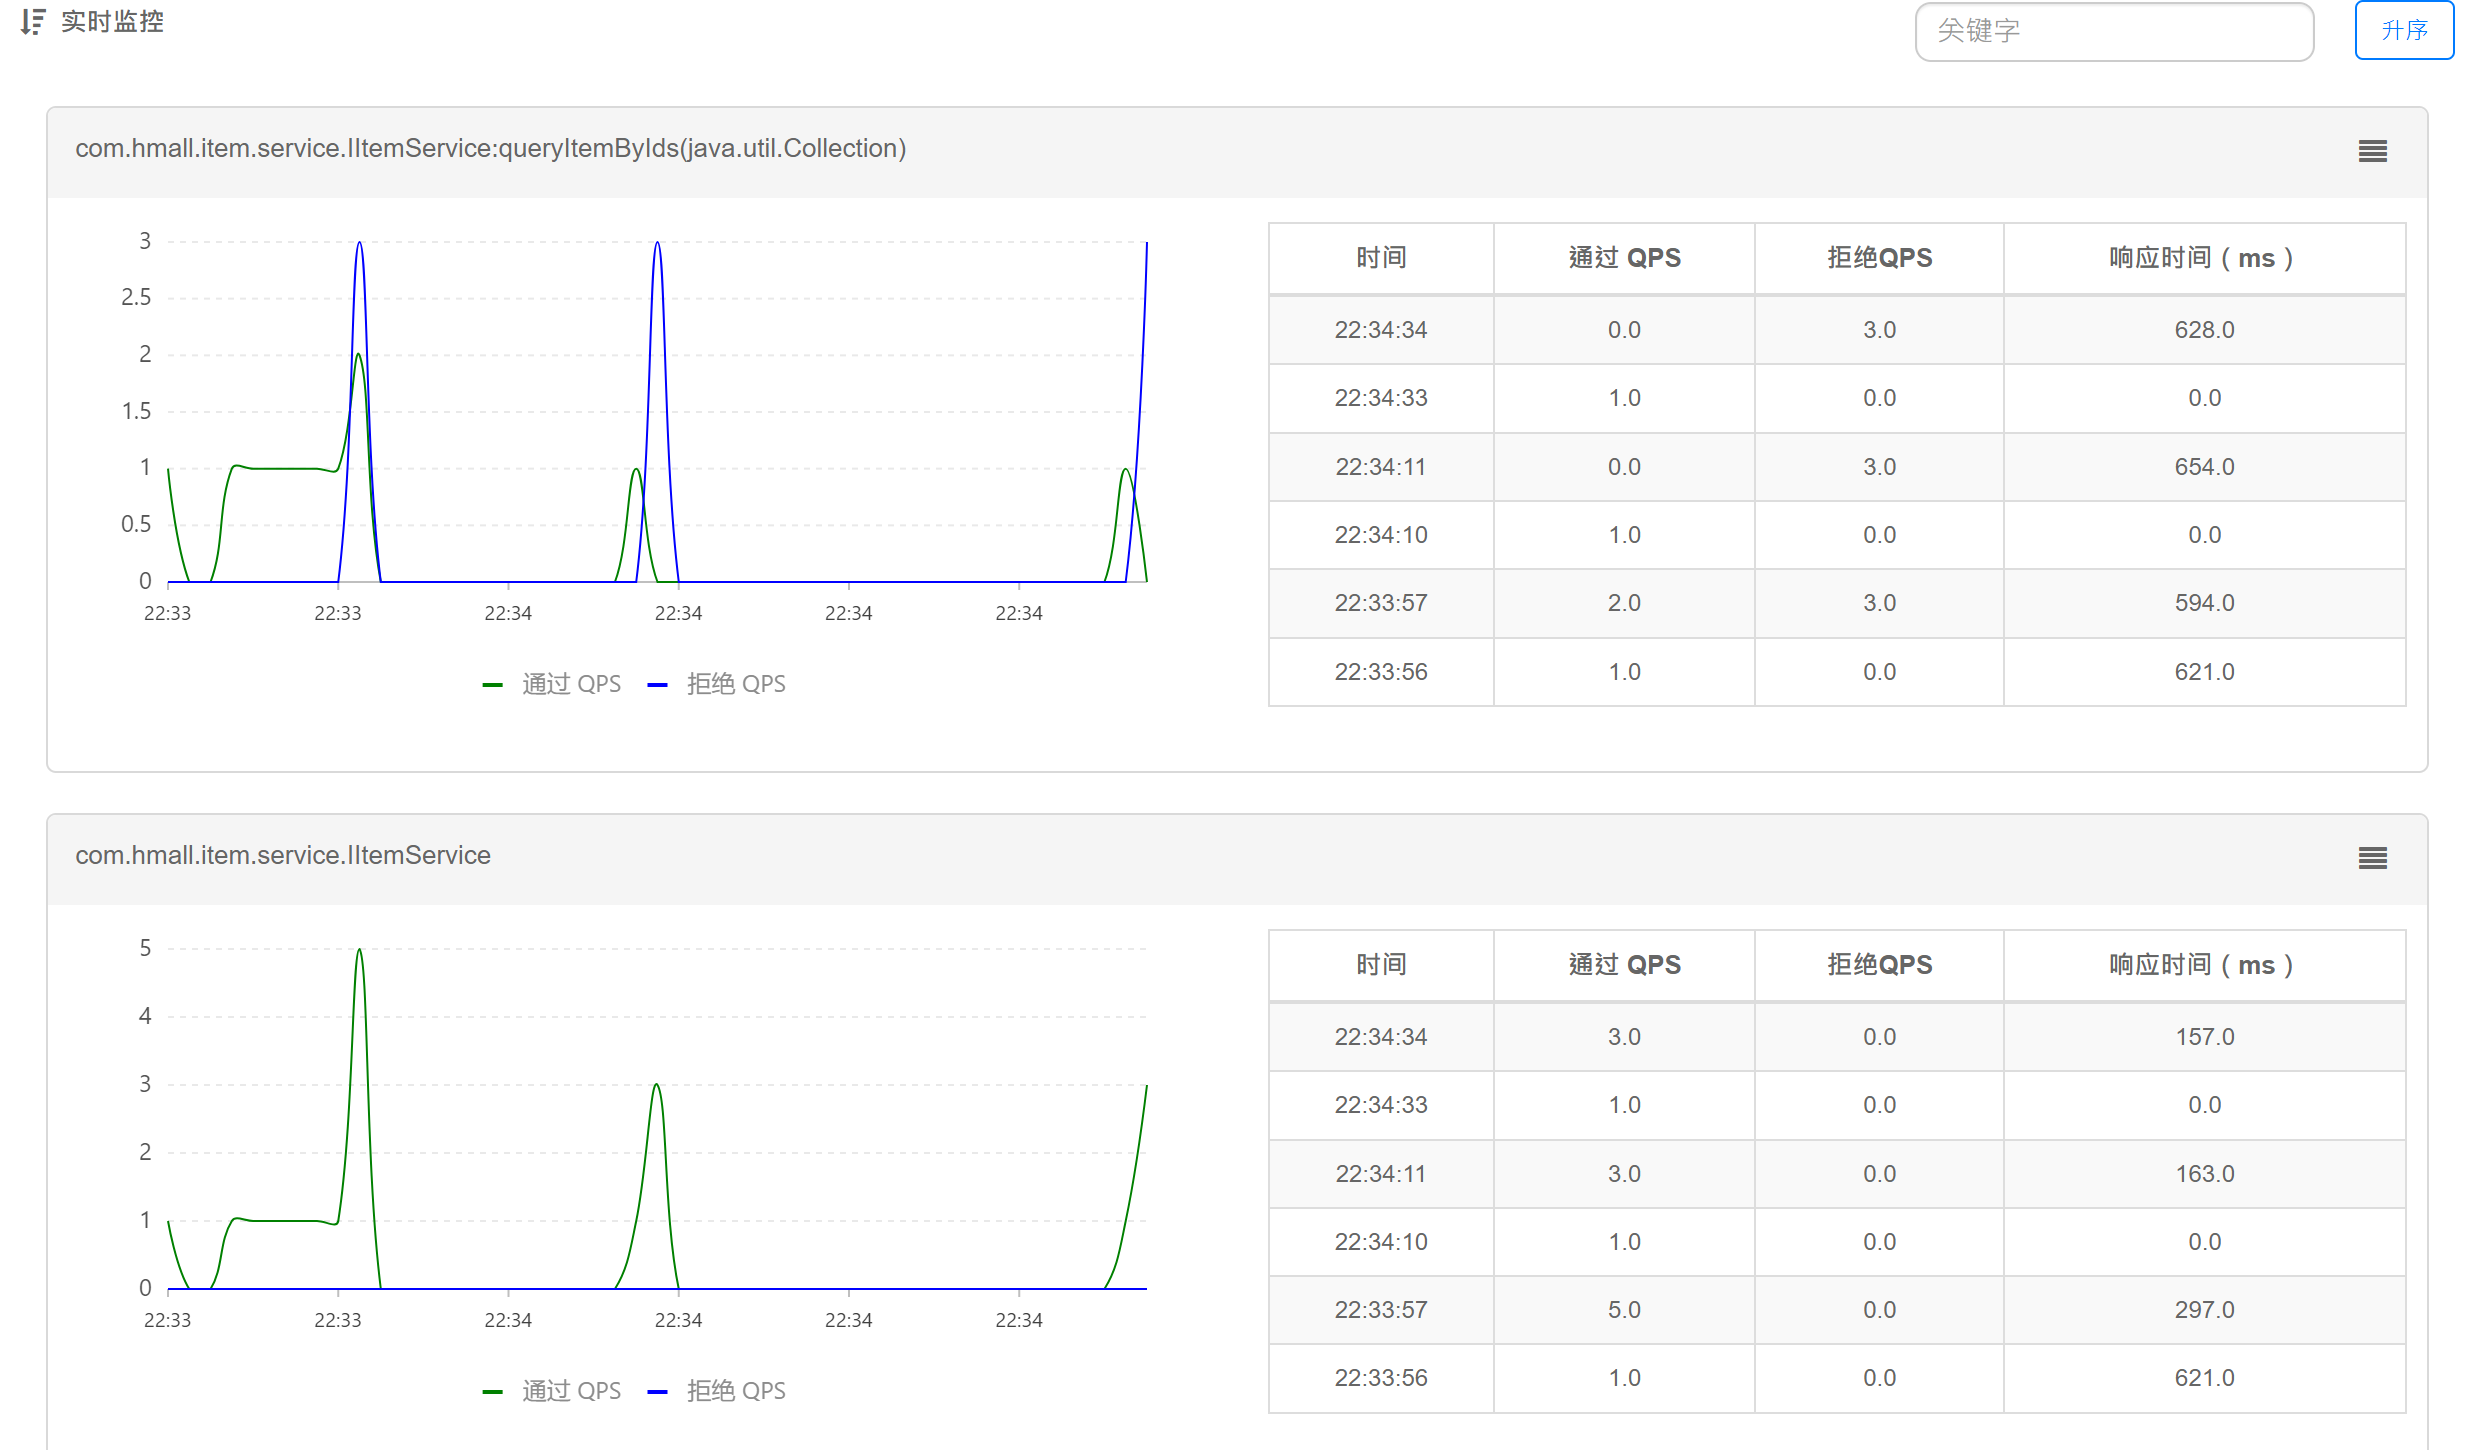 实时监控
关键字
升序
com.hmall.item.service.IItemService:queryItemByIds(java.util.Collection)
3
2.5
2
1.5
1
0.5
0
22:33 22:33 22:34 22:34 22:34 22:34
通过 QPS 拒绝 QPS
时间 通过 QPS 拒绝QPS 响应时间（ms）
22:34:34 0.0 3.0 628.0
22:34:33 1.0 0.0 0.0
22:34:11 0.0 3.0 654.0
22:34:10 1.0 0.0 0.0
22:33:57 2.0 3.0 594.0
22:33:56 1.0 0.0 621.0
com.hmall.item.service.IItemService
5
4
3
2
1
0
22:33 22:33 22:34 22:34 22:34 22:34
通过 QPS 拒绝 QPS
时间 通过 QPS 拒绝QPS 响应时间（ms）
22:34:34 3.0 0.0 157.0
22:34:33 1.0 0.0 0.0
22:34:11 3.0 0.0 163.0
22:34:10 1.0 0.0 0.0
22:33:57 5.0 0.0 297.0
22:33:56 1.0 0.0 621.0